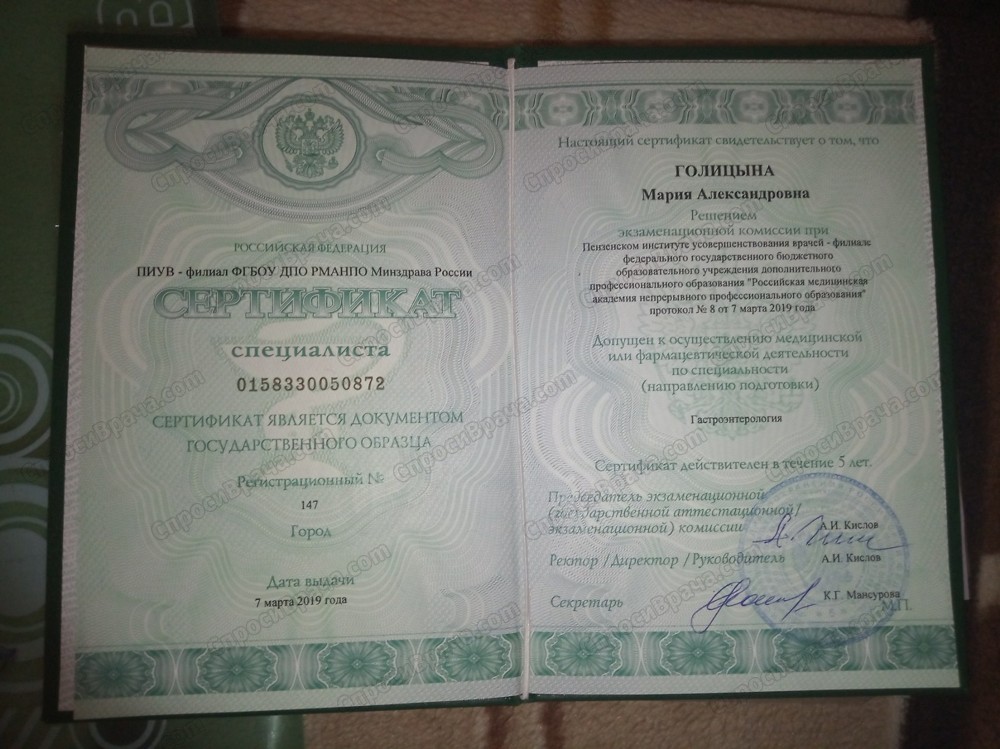 РОССИЙСКАЯ ФЕДЕРАЦИЯ
ПИУВ - филиал ФГБОУ ДПО РМАНПО Минздрава России
СЕРТИФИКАТ
специалиста
0158330050872
СЕРТИФИКАТ ЯВЛЯЕТСЯ ДОКУМЕНТОМ
ГОСУДАРСТВЕННОГО ОБРАЗЦА
Регистрационный №
147
Город
Дата выдачи
7 марта 2019 года
Настоящий сертификат свидетельствует о том, что
ГОЛИЦЫНА
Мария Александровна
Решением
экзаменационной комиссии при
Пензенском институте усовершенствования врачей - филиале
федерального государственного бюджетного
образовательного учреждения дополнительного
профессионального образования "Российская медицинская
академия непрерывного профессионального образования"
протокол № 8 от 7 марта 2019 года
Допущен к осуществлению медицинской
или фармацевтической деятельности
по специальности
(направлению подготовки)
Гастроэнтерология
Сертификат действителен в течение 5 лет.
Председатель экзаменационной
(государственной аттестационной/
экзаменационной) комиссии А.И. Кислов
Ректор /Директор /Руководитель А.И. Кислов
Секретарь К.Г. Мансурова
М.П.
СпросиВрача.com